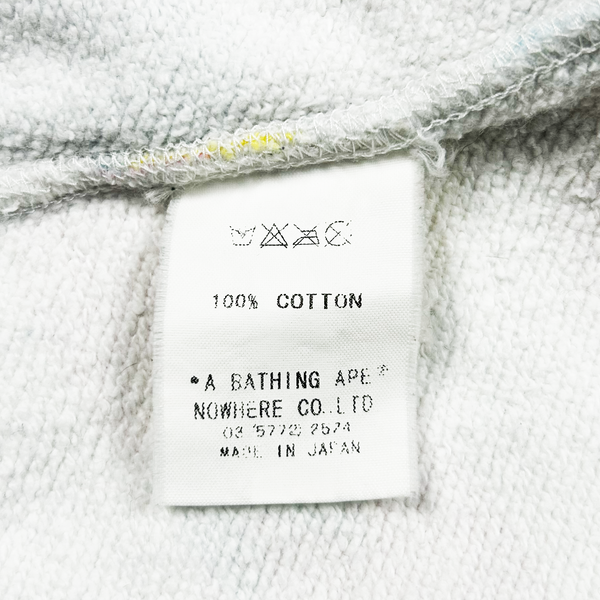 100% COTTON
"A BATHING APE"
NOWHERE CO.,LTD
03 (5772) 2524
MADE IN JAPAN